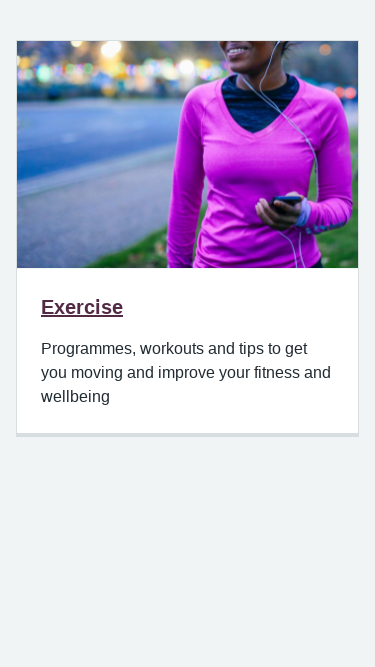 Exercise
Programmes, workouts and tips to get
you moving and improve your fitness and
wellbeing